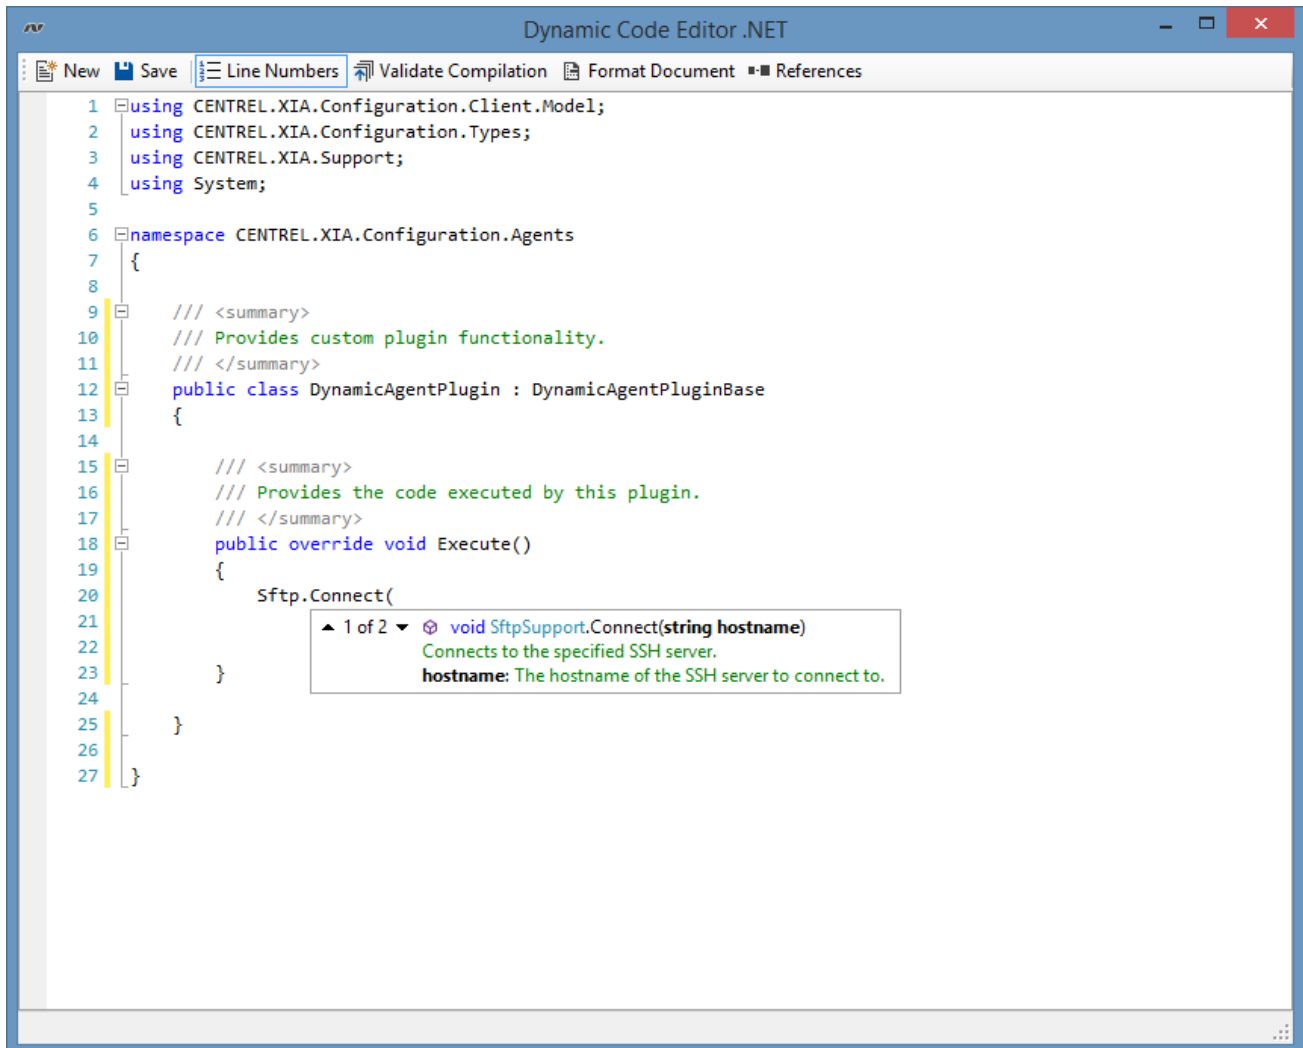 Dynamic Code Editor .NET
New Save Line Numbers Validate Compilation Format Document References
1 using CENTREL.XIA.Configuration.Client.Model;
2 using CENTREL.XIA.Configuration.Types;
3 using CENTREL.XIA.Support;
4 using System;
5
6 namespace CENTREL.XIA.Configuration.Agents
7 {
8
9 /// <summary>
10 /// Provides custom plugin functionality.
11 /// </summary>
12 public class DynamicAgentPlugin : DynamicAgentPluginBase
13 {
14
15 /// <summary>
16 /// Provides the code executed by this plugin.
17 /// </summary>
18 public override void Execute()
19 {
20 Sftp.Connect(
21 1 of 2 void SftpSupport.Connect(string hostname)
22 Connects to the specified SSH server.
23 } hostname: The hostname of the SSH server to connect to.
24
25 }
26
27 }